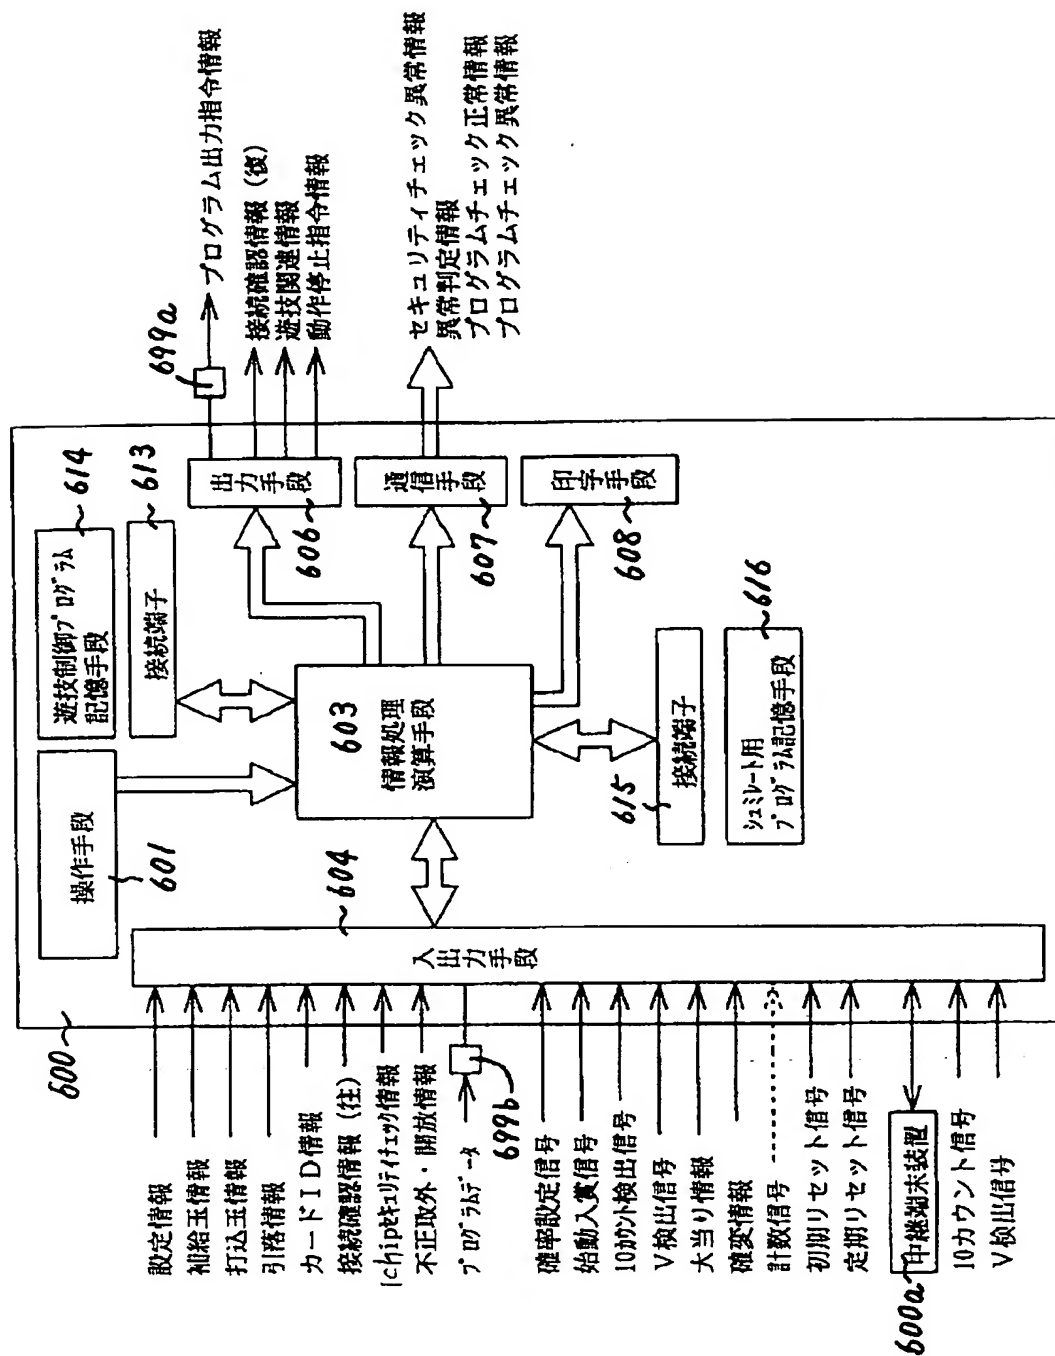 600
設定情報
補給玉情報
打込玉情報
引落情報
カードID情報
接続確認情報 (往)
1chipセキュリティチェック情報
不正取外・開放情報
プログラムデータ
699b
確率設定信号
始動入賞信号
10カウント検出信号
V検出信号
大当り情報
確変情報
計数信号
初期リセット信号
定期リセット信号
中継端末装置
600a
10カウント信号
V検出信号
入出力手段
604
操作手段
601
遊技制御プログラム
記憶手段
614
接続端子
613
603
情報処理
演算手段
接続端子
615
シュミレート用
プログラム記憶手段
616
出力手段
606
通信手段
607
印字手段
608
699a
プログラム出力指令情報
接続確認情報 (復)
遊技関連情報
動作停止指令情報
セキュリティチェック異常情報
異常判定情報
プログラムチェック正常情報
プログラムチェック異常情報